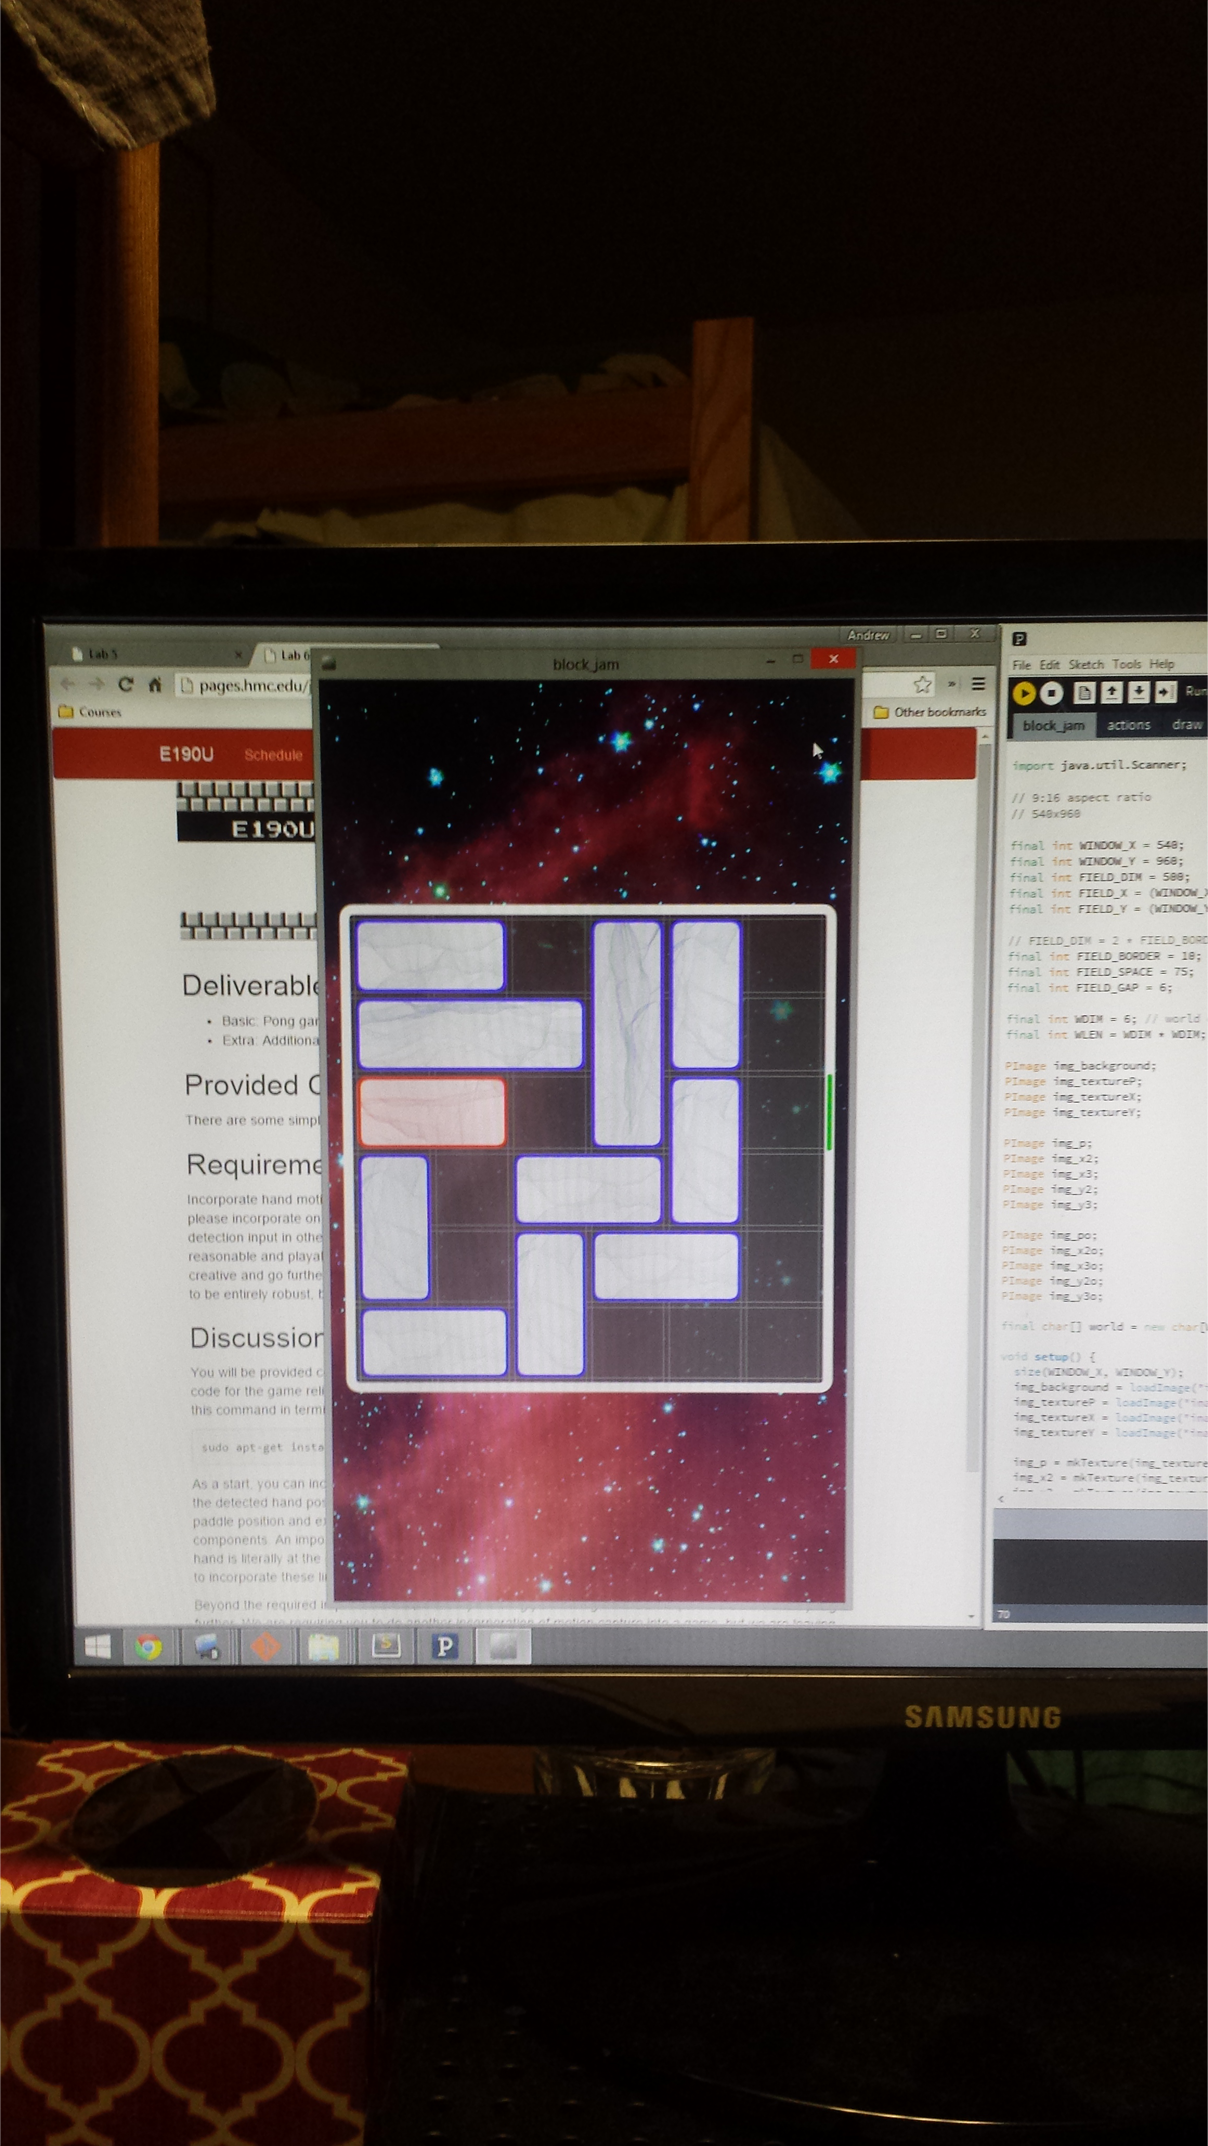 Andrew
Lab 5
Lab 6
block_jam
pages.hmc.edu/
Courses
Other bookmarks
E190U
Schedule
E190U
Deliverable
• Basic: Pong gar
• Extra: Additiona
Provided
There are some simpl
Requireme
Incorporate hand moti
please incorporate on
detection input in othe
reasonable and playat
creative and go furthe
to be entirely robust,
Discussion
You will be provided c
code for the game reli
this command in termi
sudo apt-get insta
As a start, you can inc
the detected hand pos
paddle position and e
components. An impo
hand is literally at the
to incorporate these li
Beyond the required i
File Edit Sketch Tools Help
Run
block_jam actions draw
import java.util.Scanner;
// 9:16 aspect ratio
// 540x960
final int WINDOW_X = 540;
final int WINDOW_Y = 960;
final int FIELD_DIM = 500;
final int FIELD_X = (WINDOW_X
final int FIELD_Y = (WINDOW_Y
// FIELD_DIM = 2 * FIELD_BORD
final int FIELD_BORDER = 10;
final int FIELD_SPACE = 75;
final int FIELD_GAP = 6;
final int WDIM = 6; // world
final int WLEN = WDIM * WDIM;
PImage img_background;
PImage img_textureP;
PImage img_textureX;
PImage img_textureY;
PImage img_p;
PImage img_x2;
PImage img_x3;
PImage img_y2;
PImage img_y3;
PImage img_po;
PImage img_x2o;
PImage img_x3o;
PImage img_y2o;
PImage img_y3o;
final char[] world = new char[
void setup() {
size(WINDOW_X, WINDOW_Y);
img_background = loadImage("i
img_textureP = loadImage("ima
img_textureX = loadImage("ima
img_textureY = loadImage("ima
img_p = mkTexture(img_texture
img_x2 = mkTexture(img_textur
70
SAMSUNG